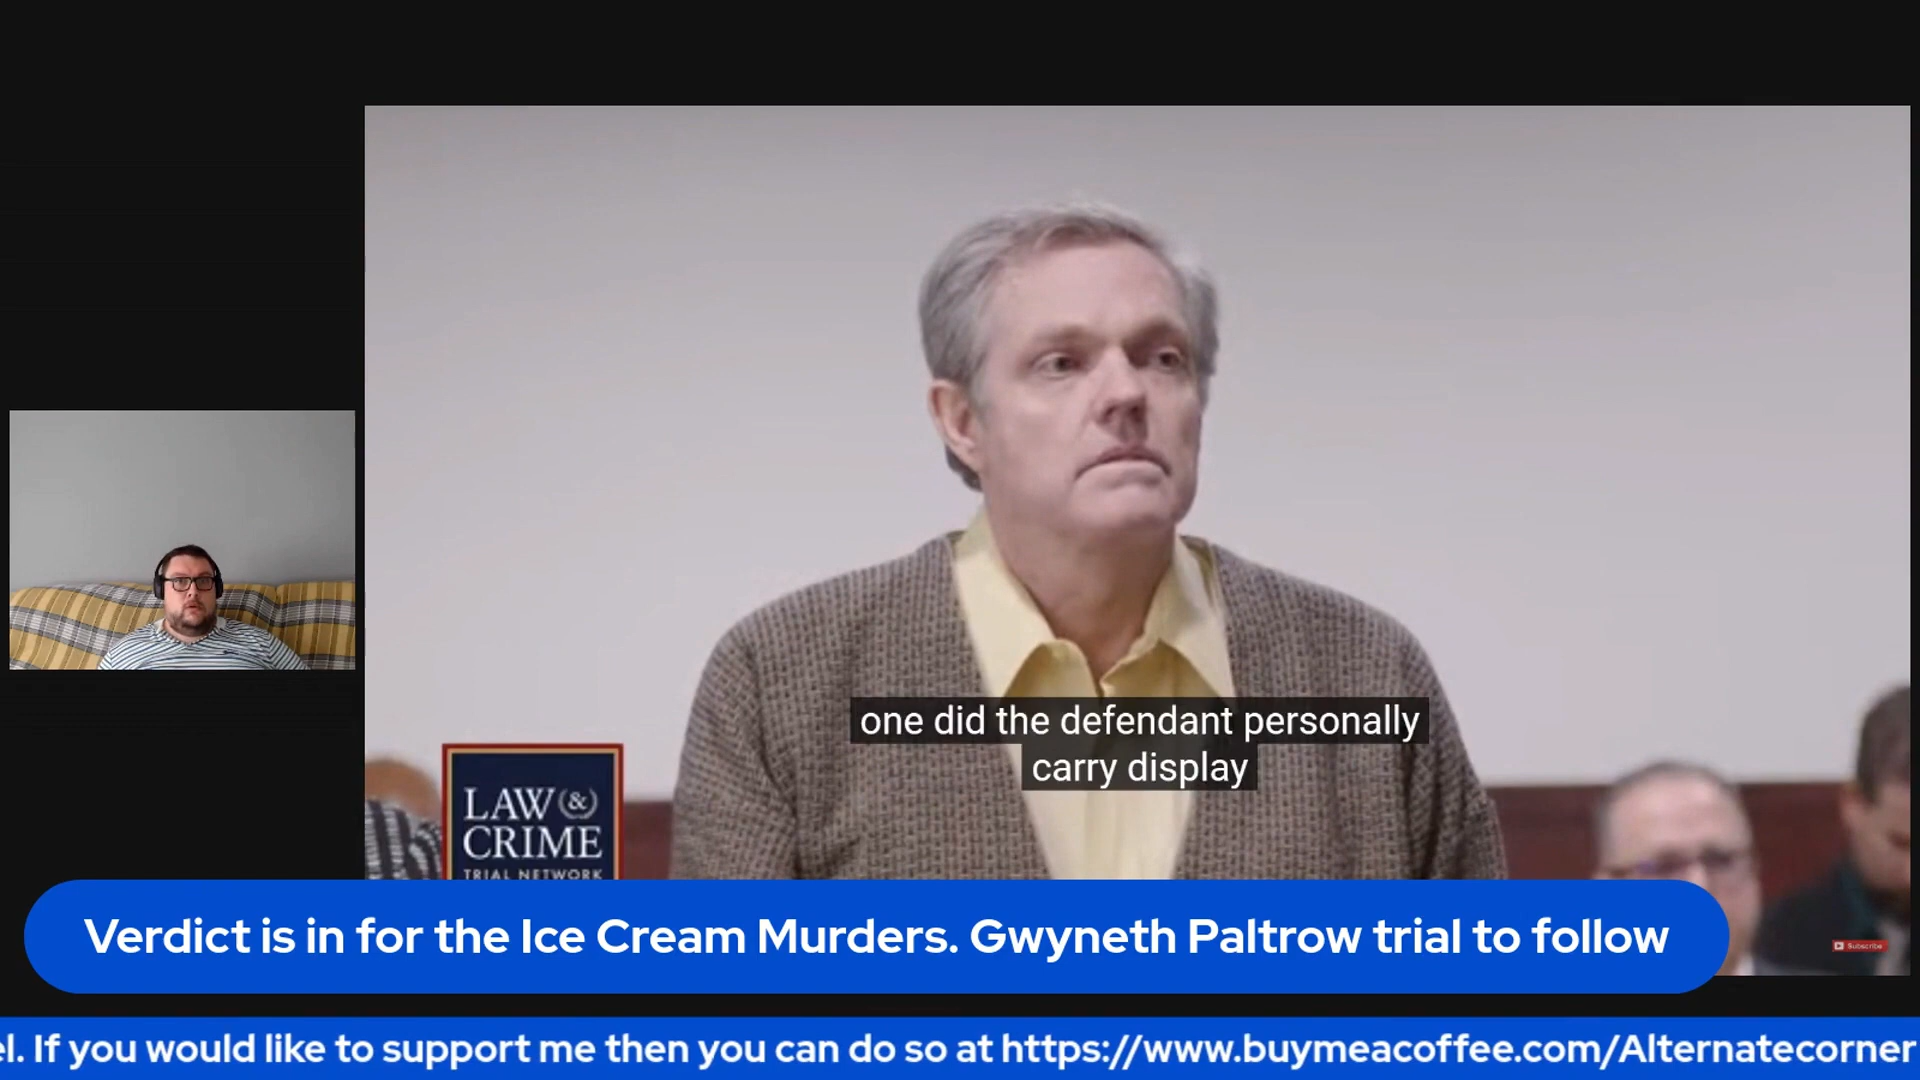 one did the defendant personally
carry display
LAW &
CRIME
TRIAL NETWORK
Verdict is in for the Ice Cream Murders. Gwyneth Paltrow trial to follow
Subscribe
el. If you would like to support me then you can do so at https://www.buymeacoffee.com/Alternatecorner